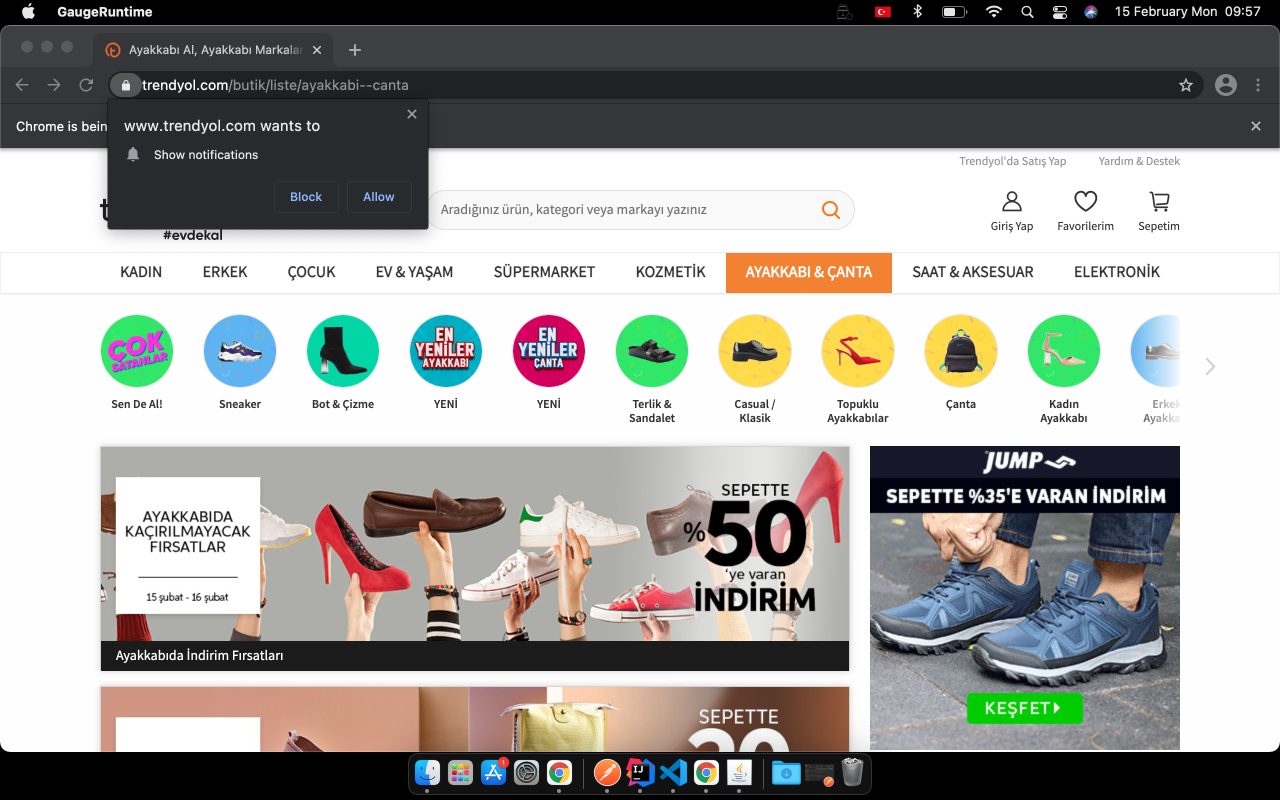 GaugeRuntime
15 February Mon 09:57
Ayakkabı Al, Ayakkabı Markalar
trendyol.com/butik/liste/ayakkabi--canta
Chrome is bein
www.trendyol.com wants to
Show notifications
Block
Allow
Trendyol'da Satış Yap
Yardım & Destek
#evdekal
Aradığınız ürün, kategori veya markayı yazınız
Giriş Yap
Favorilerim
Sepetim
KADIN
ERKEK
ÇOCUK
EV & YAŞAM
SÜPERMARKET
KOZMETİK
AYAKKABI & ÇANTA
SAAT & AKSESUAR
ELEKTRONİK
ÇOK
SATANLAR
EN
YENİLER
AYAKKABI
EN
YENİLER
ÇANTA
Sen De Al!
Sneaker
Bot & Çizme
YENİ
YENİ
Terlik &
Sandalet
Casual /
Klasik
Topuklu
Ayakkabılar
Çanta
Kadın
Ayakkabı
Erkek
Ayakka
AYAKKABIDA
KAÇIRILMAYACAK
FIRSATLAR
15 şubat - 16 şubat
SEPETTE
%50
'ye varan
İNDİRİM
Ayakkabıda İndirim Fırsatları
JUMP
SEPETTE %35'E VARAN İNDİRİM
KEŞFET
SEPETTE
1
IJ